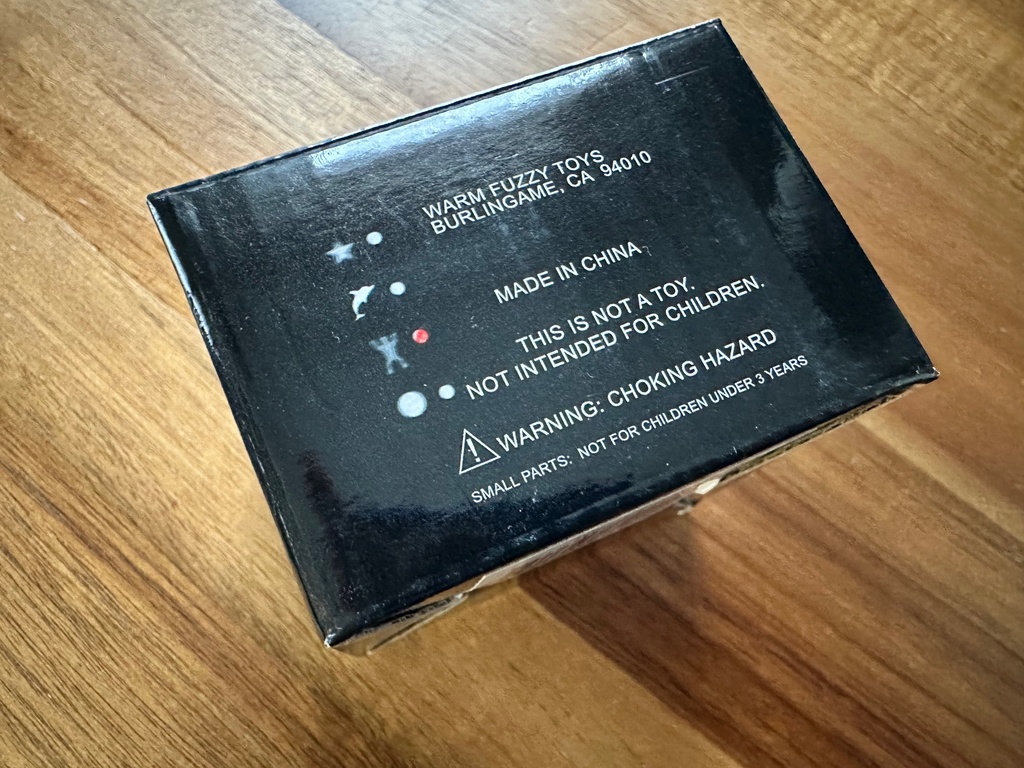 WARM FUZZY TOYS
BURLINGAME, CA 94010
MADE IN CHINA
THIS IS NOT A TOY.
NOT INTENDED FOR CHILDREN.
WARNING: CHOKING HAZARD
SMALL PARTS: NOT FOR CHILDREN UNDER 3 YEARS